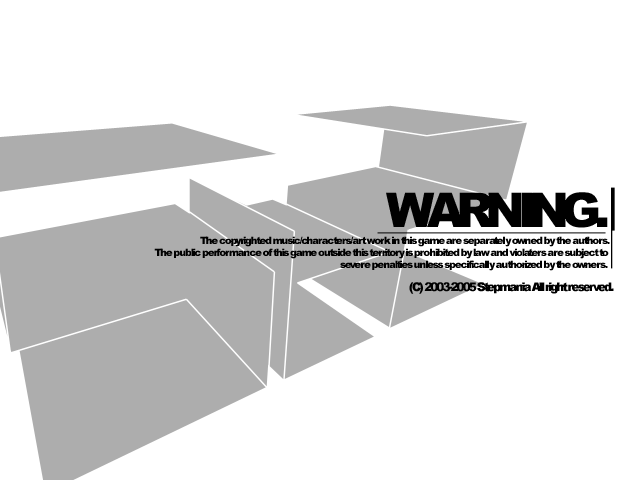 WARNING.
The copyrighted music/characters/artwork in this game are separately owned by the authors.
The public performance of this game outside this territory is prohibited by law and violaters are subject to
severe penalties unless specifically authorized by the owners.
(C) 2003-2005 Stepmania All right reserved.